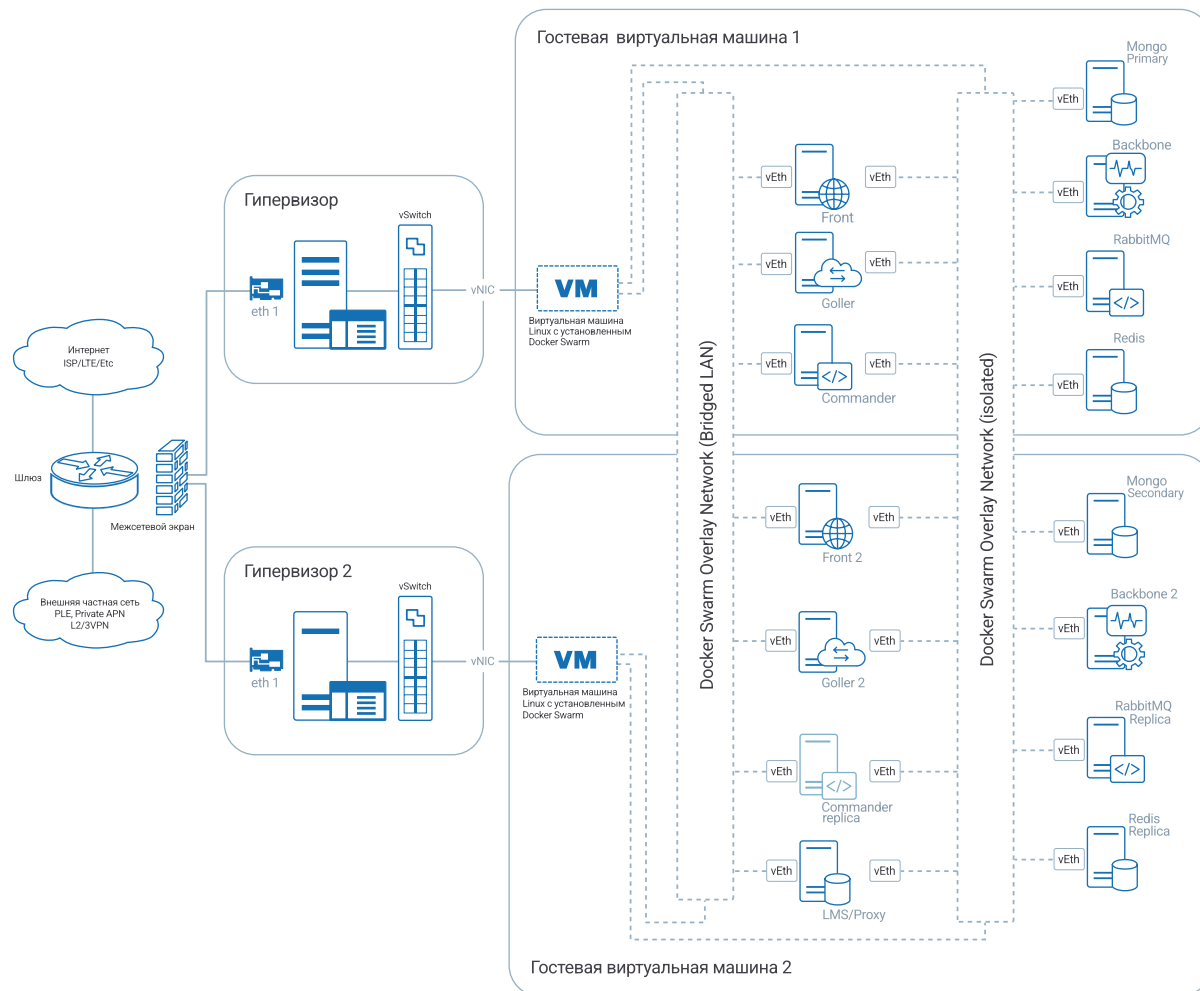 Гостевая виртуальная машина 1
Mongo
Primary
vEth
Backbone
vEth
vEth
vEth
Front
RabbitMQ
vEth
vEth
Goller
vEth
</>
Redis
vEth
vEth
</>
Commander
vEth
Гипервизор
vSwitch
eth 1
vNIC
VM
Виртуальная машина
Linux с установленным
Docker Swarm
Интернет
ISP/LTE/Etc
Шлюз
Межсетевой экран
Внешняя частная сеть
PLE, Private APN
L2/3VPN
Docker Swarm Overlay Network (Bridged LAN)
Docker Swarm Overlay Network (isolated)
Гипервизор 2
vSwitch
eth 1
vNIC
VM
Виртуальная машина
Linux с установленным
Docker Swarm
Mongo
Secondary
vEth
vEth
vEth
Front 2
Backbone 2
vEth
vEth
vEth
Goller 2
RabbitMQ
Replica
vEth
</>
vEth
vEth
</>
Commander
replica
Redis
Replica
vEth
vEth
vEth
LMS/Proxy
Гостевая виртуальная машина 2